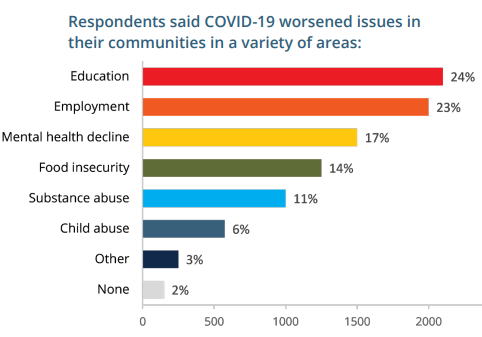 Respondents said COVID-19 worsened issues in
their communities in a variety of areas:
Education 24%
Employment 23%
Mental health decline 17%
Food insecurity 14%
Substance abuse 11%
Child abuse 6%
Other 3%
None 2%
0 500 1000 1500 2000